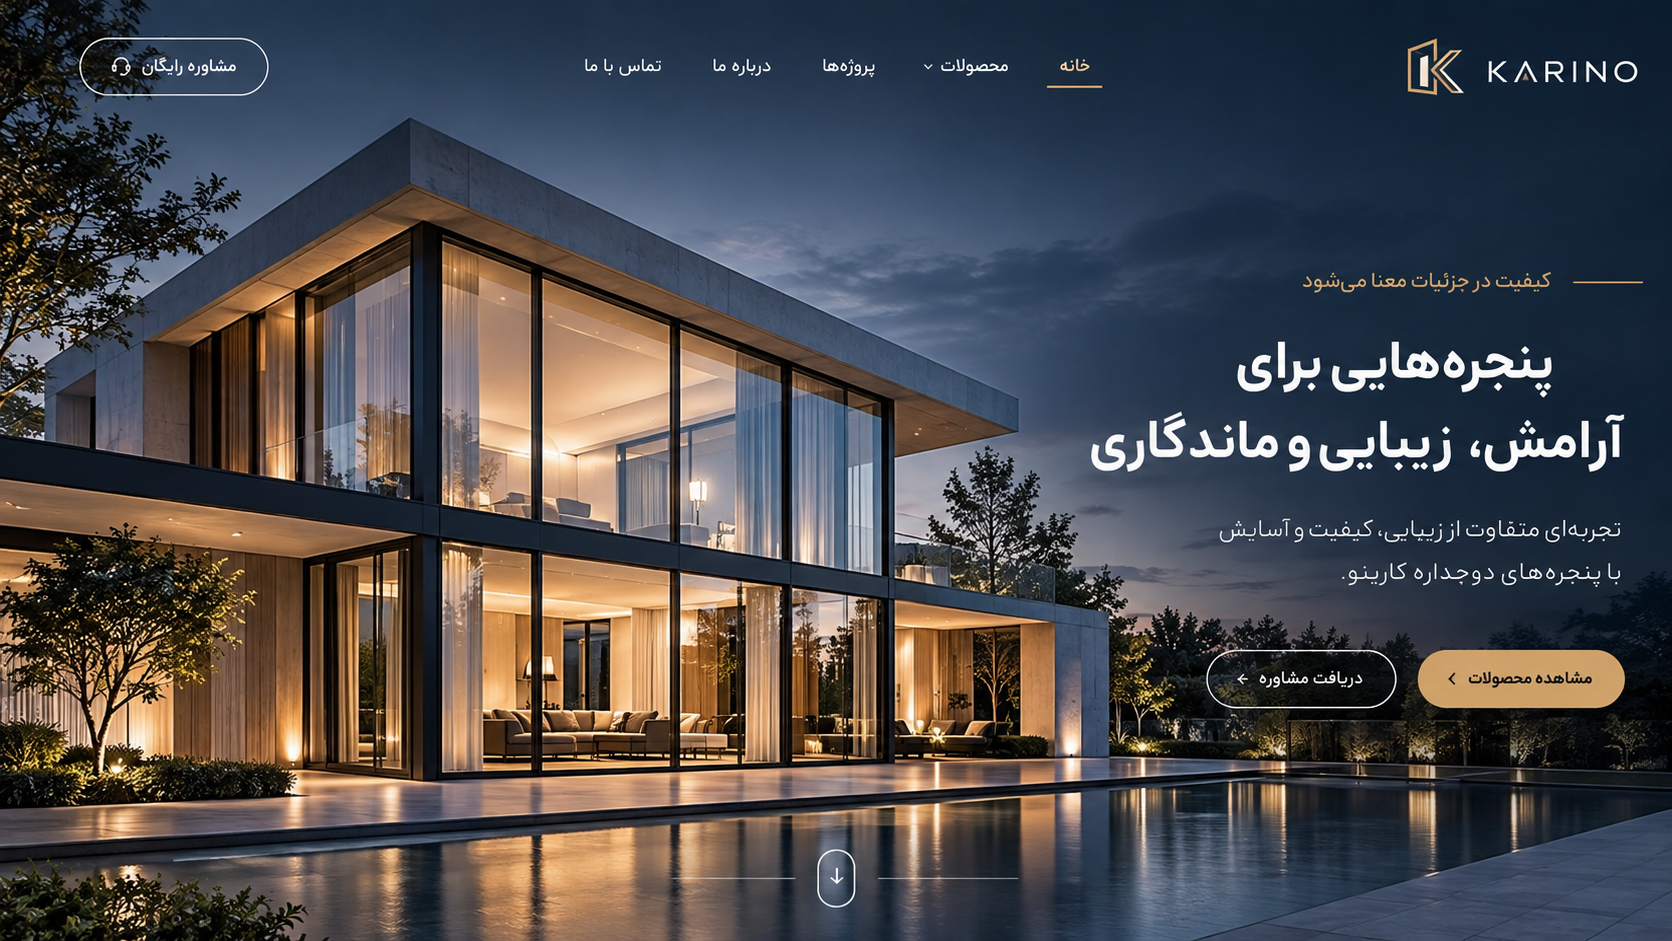 KARINO
خانه
محصولات
پروژه‌ها
درباره ما
تماس با ما
مشاوره رایگان
کیفیت در جزئیات معنا می‌شود
پنجره‌هایی برای
آرامش، زیبایی و ماندگاری
تجربه‌ای متفاوت از زیبایی، کیفیت و آسایش
با پنجره‌های دوجداره کارینو.
مشاهده محصولات
دریافت مشاوره